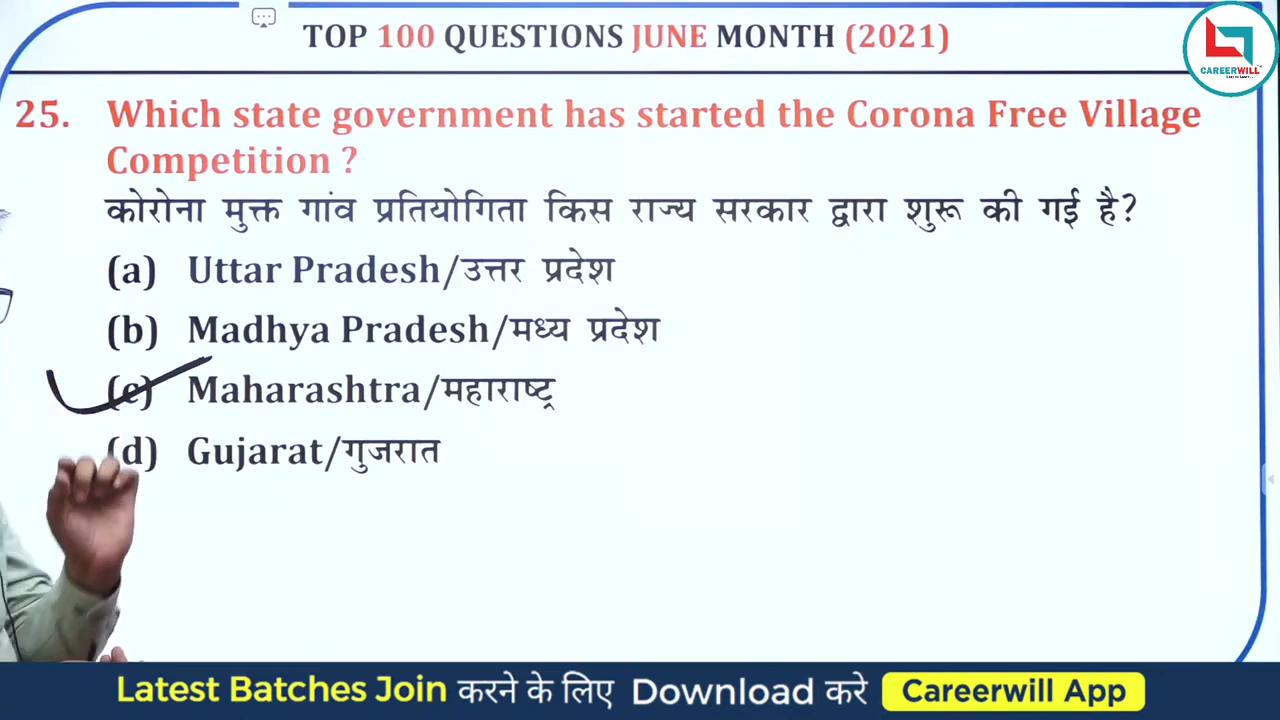 TOP 100 QUESTIONS JUNE MONTH (2021)
CAREERWILL
25. Which state government has started the Corona Free Village
Competition ?
कोरोना मुक्त गांव प्रतियोगिता किस राज्य सरकार द्वारा शुरू की गई है?
(a) Uttar Pradesh/उत्तर प्रदेश
(b) Madhya Pradesh/मध्य प्रदेश
(c) Maharashtra/महाराष्ट्र
(d) Gujarat/गुजरात
Latest Batches Join करने के लिए Download करे Careerwill App